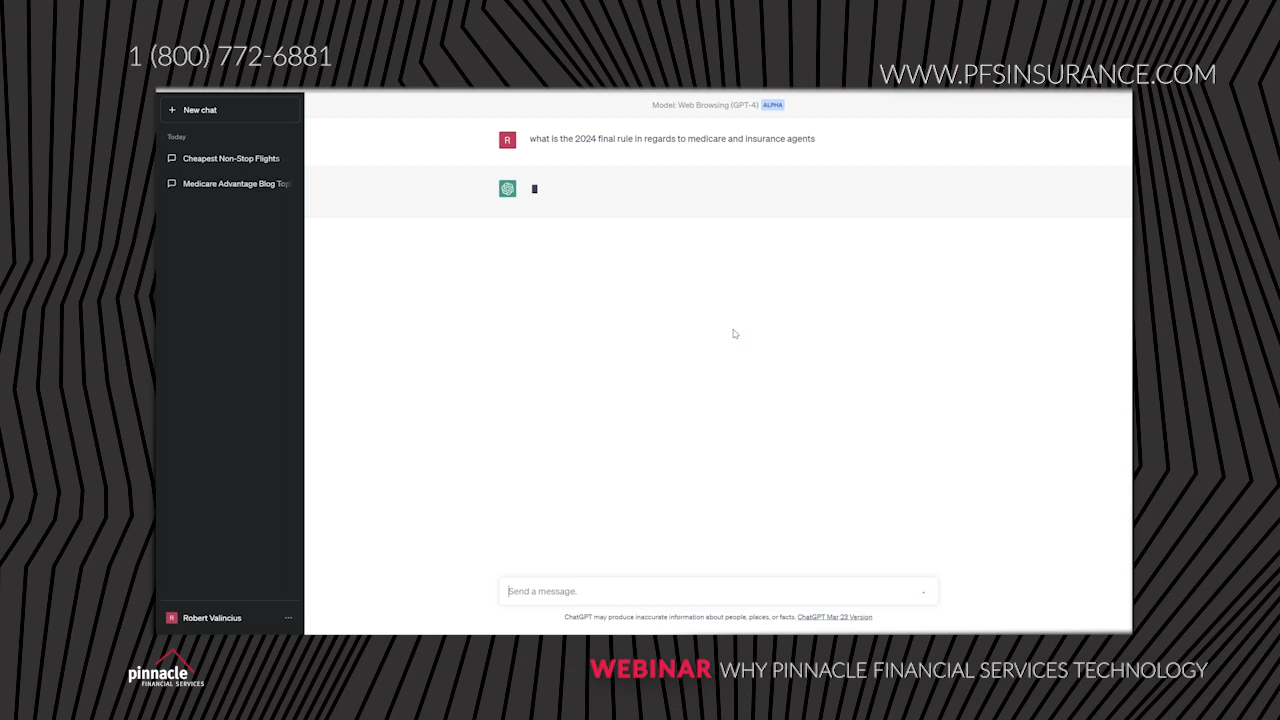 1 (800) 772-6881
WWW.PFSINSURANCE.COM
+ New chat
Model: Web Browsing (GPT-4) ALPHA
Today
R what is the 2024 final rule in regards to medicare and insurance agents
Cheapest Non-Stop Flights
Medicare Advantage Blog Top
Send a message.
R Robert Valincius ...
ChatGPT may produce inaccurate information about people, places, or facts. ChatGPT Mar 23 Version
pinnacle
FINANCIAL SERVICES
WEBINAR WHY PINNACLE FINANCIAL SERVICES TECHNOLOGY